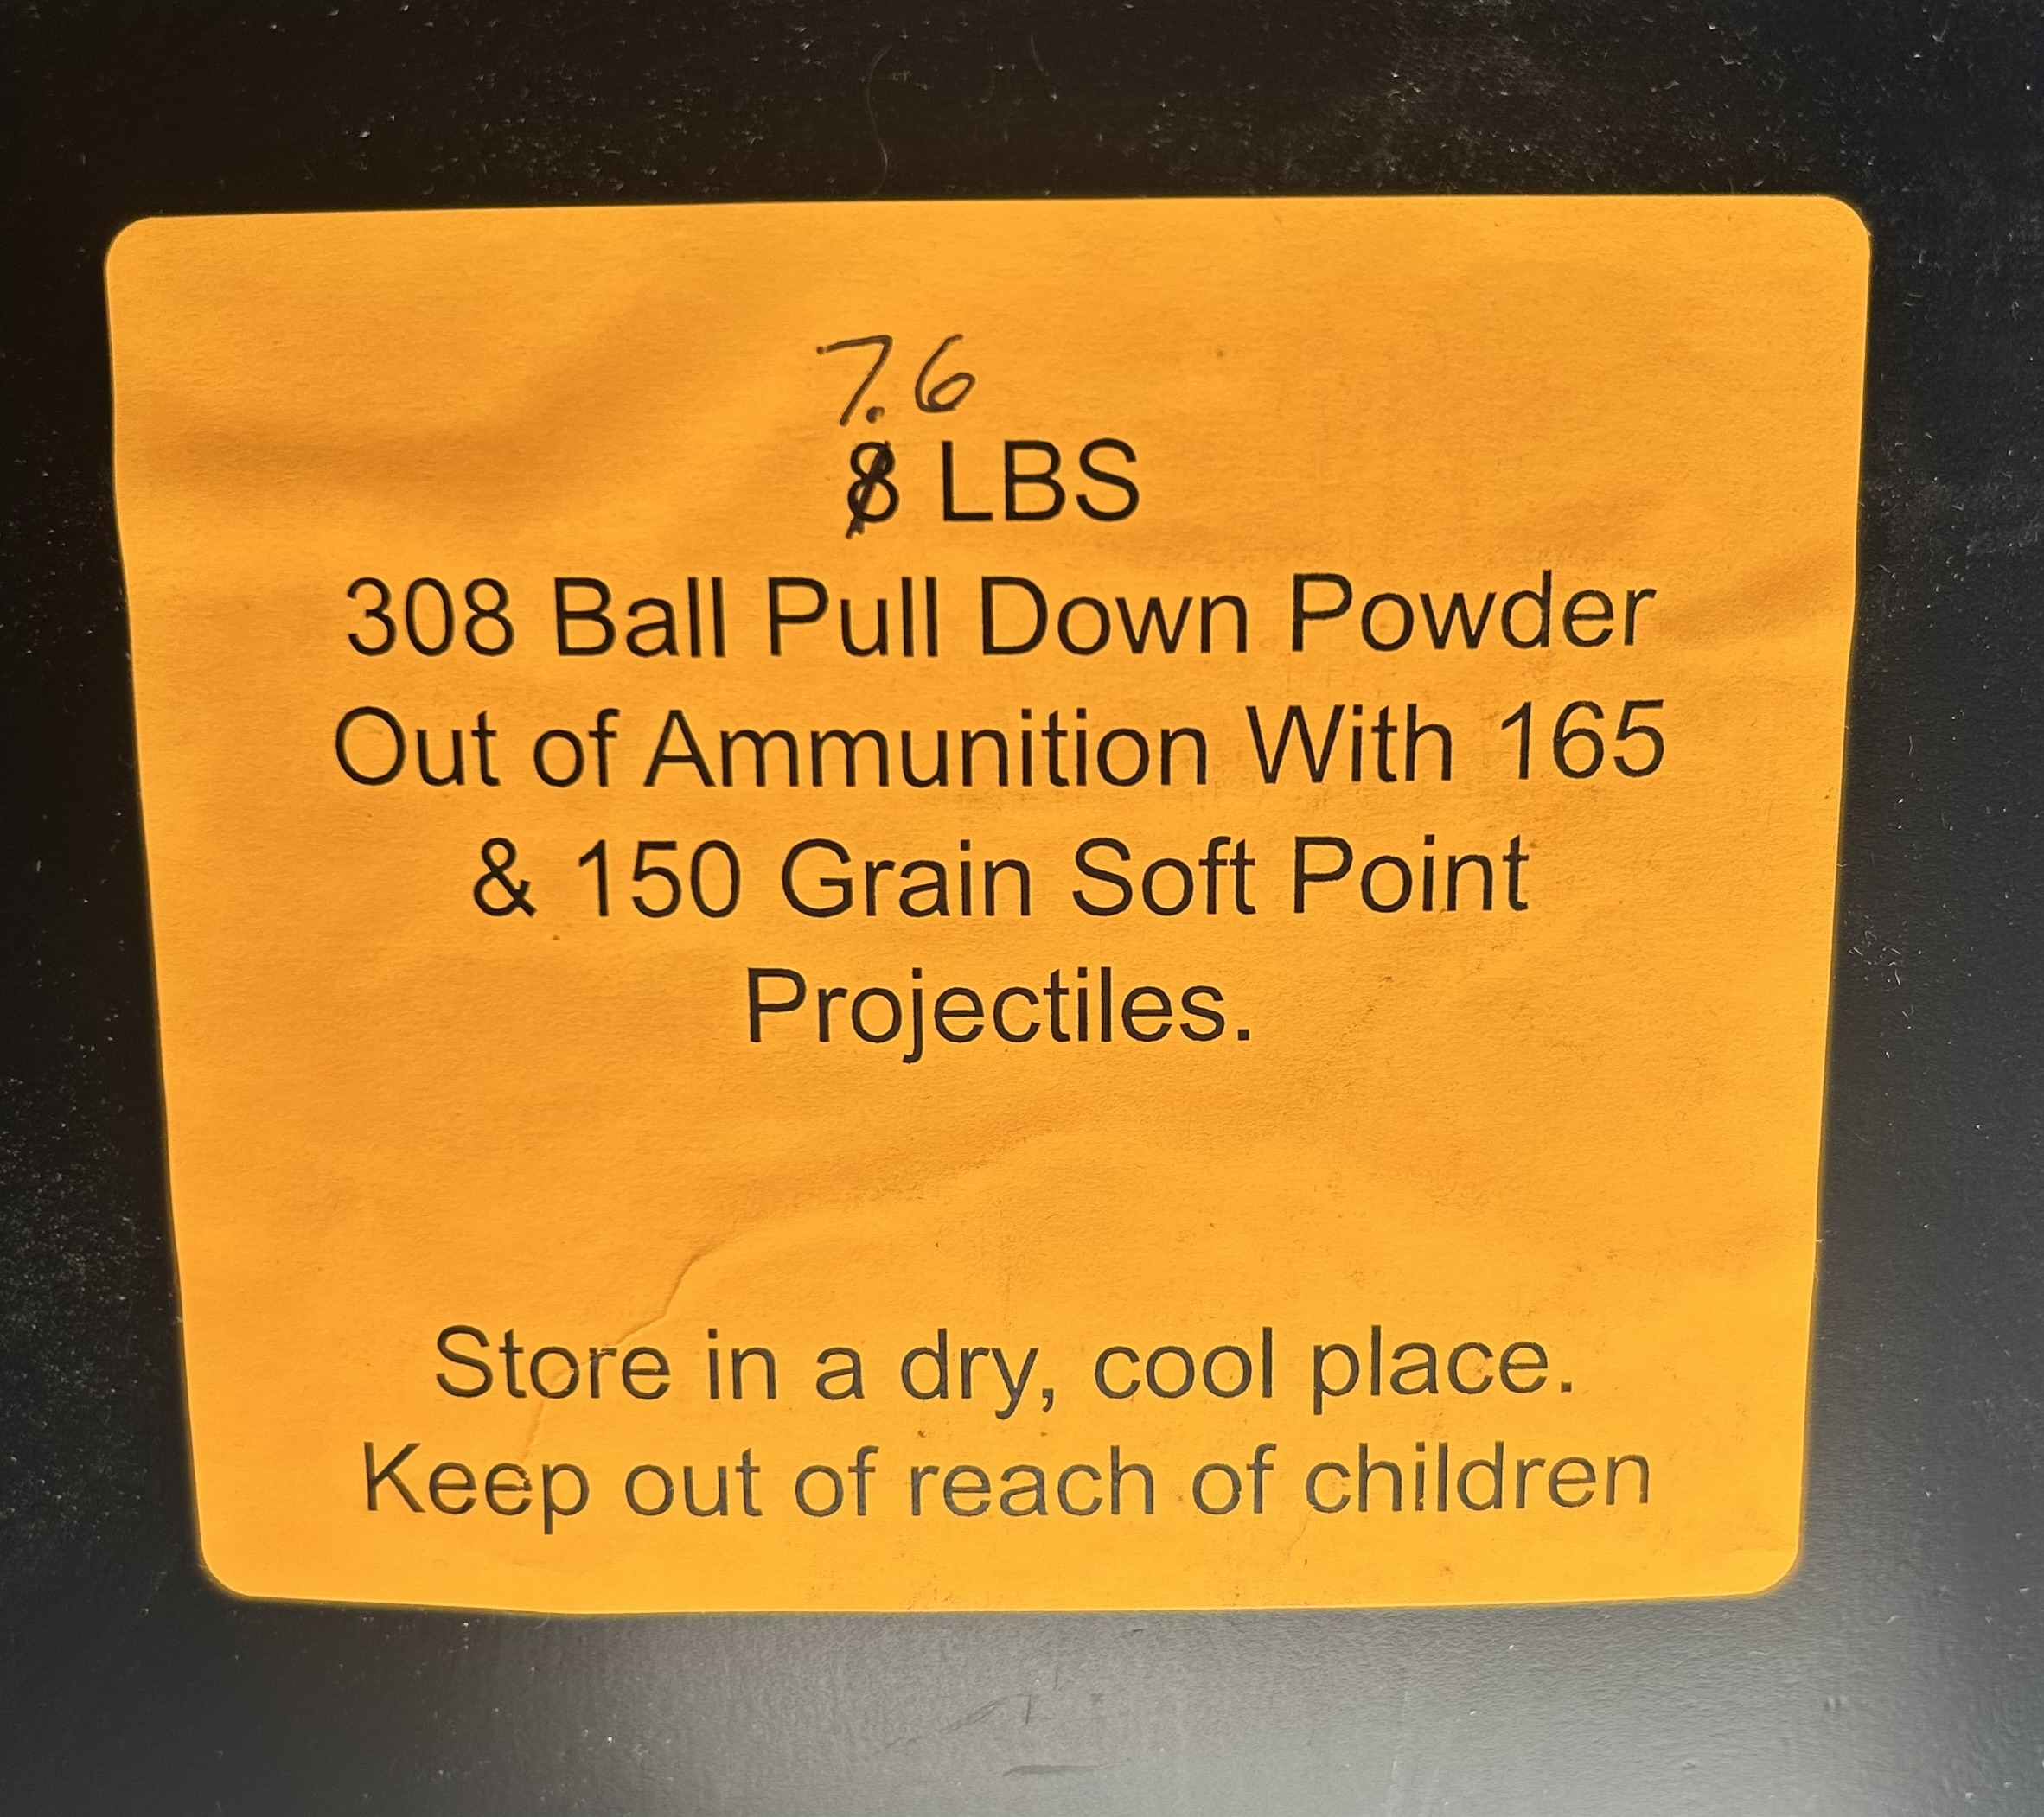 7.6
8 LBS
308 Ball Pull Down Powder
Out of Ammunition With 165
& 150 Grain Soft Point
Projectiles.
Store in a dry, cool place.
Keep out of reach of children